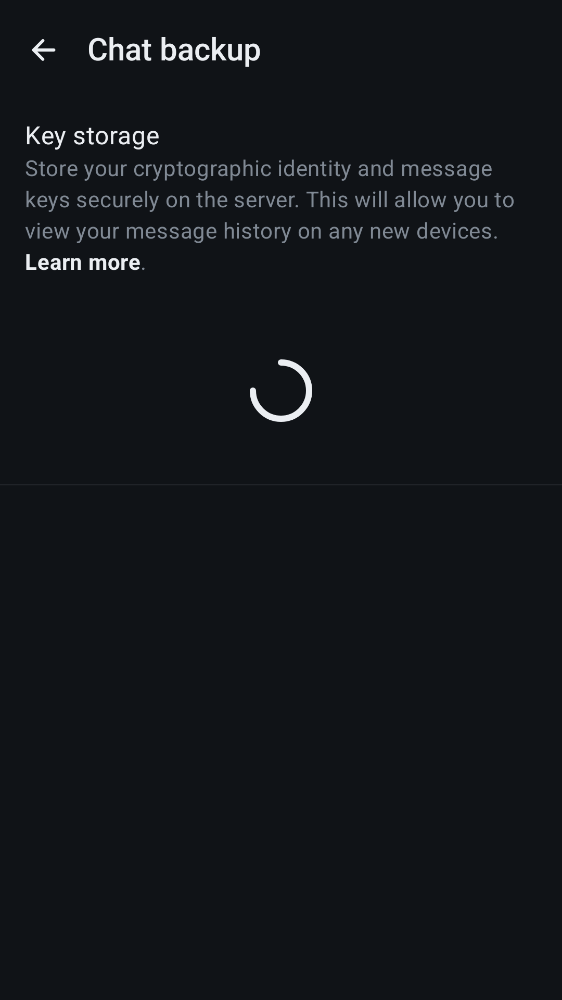 Chat backup
Key storage
Store your cryptographic identity and message
keys securely on the server. This will allow you to
view your message history on any new devices.
Learn more.